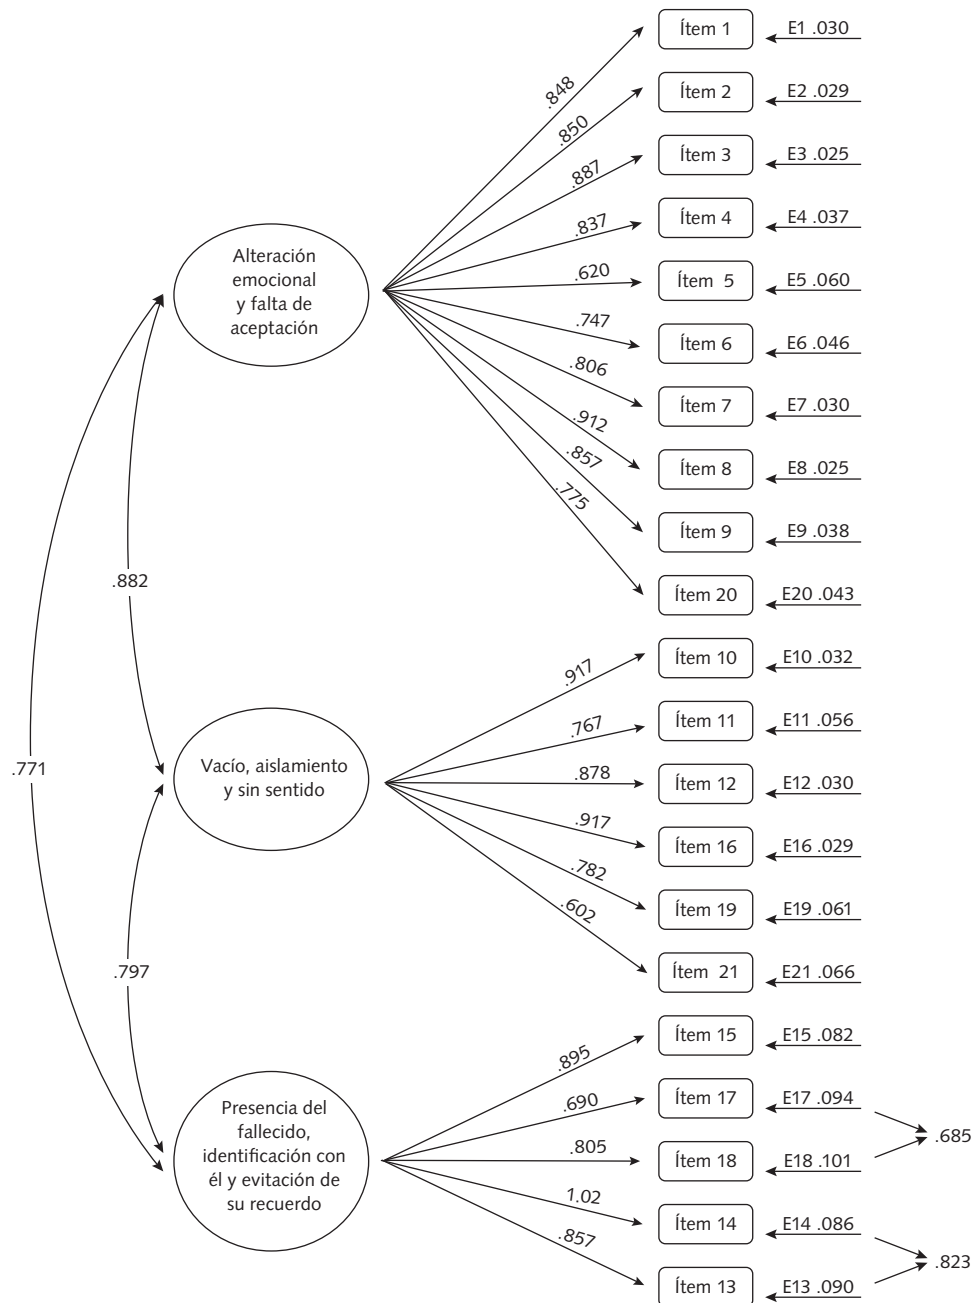 Ítem 1
E1 .030
.848
Ítem 2
E2 .029
.850
Ítem 3
E3 .025
.887
Ítem 4
E4 .037
.837
Alteración
emocional
y falta de
aceptación
Ítem 5
E5 .060
.620
Ítem 6
E6 .046
.747
Ítem 7
E7 .030
.806
Ítem 8
E8 .025
.912
Ítem 9
E9 .038
.857
Ítem 20
E20 .043
.775
.882
Ítem 10
E10 .032
.917
Ítem 11
E11 .056
.767
.771
Vacío, aislamiento
y sin sentido
Ítem 12
E12 .030
.878
Ítem 16
E16 .029
.917
Ítem 19
E19 .061
.782
Ítem 21
E21 .066
.602
.797
Ítem 15
E15 .082
.895
Ítem 17
E17 .094
.690
.685
Presencia del
fallecido,
identificación con
él y evitación de
su recuerdo
Ítem 18
E18 .101
.805
Ítem 14
E14 .086
1.02
.823
Ítem 13
E13 .090
.857